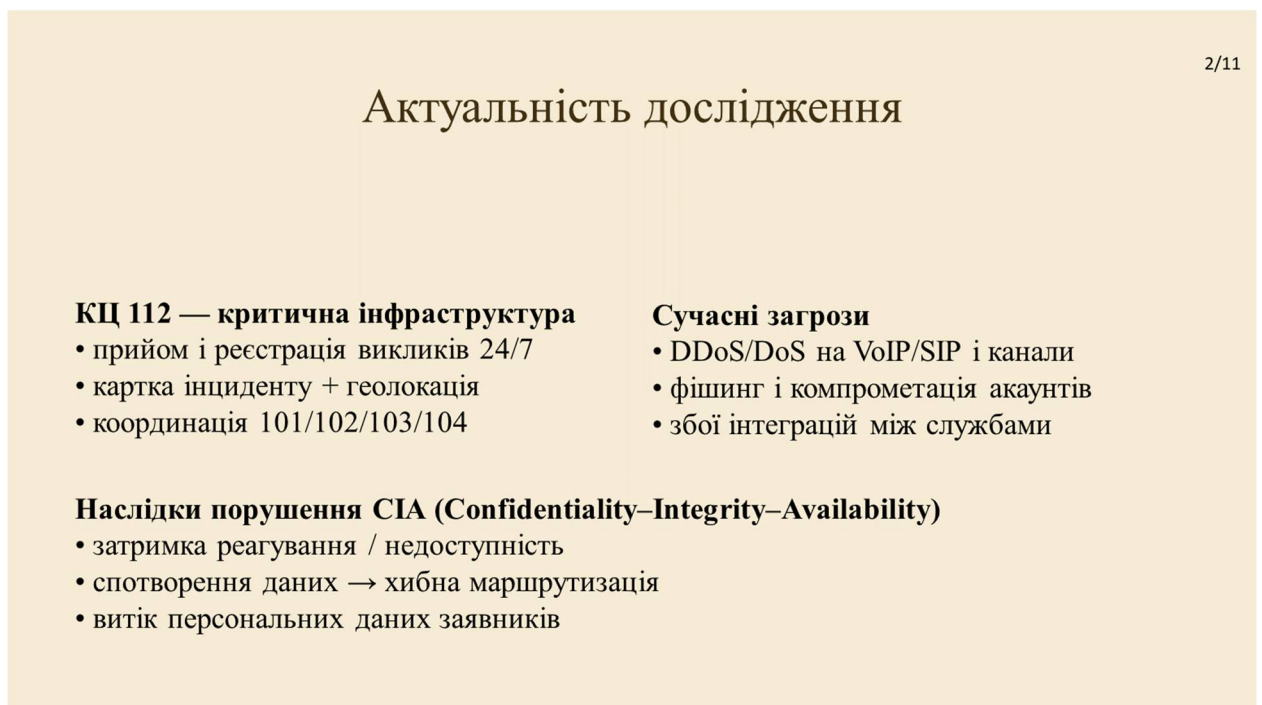 2/11
Актуальність дослідження
КЦ 112 — критична інфраструктура
• прийом і реєстрація викликів 24/7
• картка інциденту + геолокація
• координація 101/102/103/104
Сучасні загрози
• DDoS/DoS на VoIP/SIP і канали
• фішинг і компрометація акаунтів
• збої інтеграцій між службами
Наслідки порушення CIA (Confidentiality–Integrity–Availability)
• затримка реагування / недоступність
• спотворення даних → хибна маршрутизація
• витік персональних даних заявників